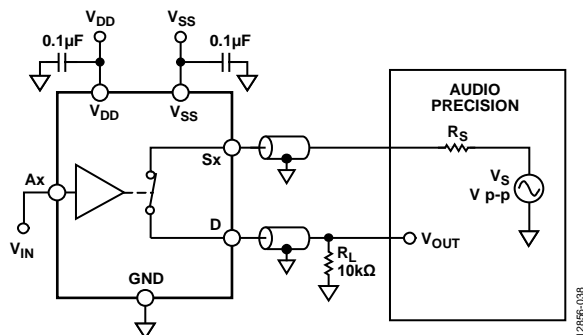 VDD
VSS
0.1µF
0.1µF
VDD
VSS
AUDIO
PRECISION
RS
Sx
VS
V p-p
Ax
VIN
D
VOUT
RL
10kΩ
GND
12856-038